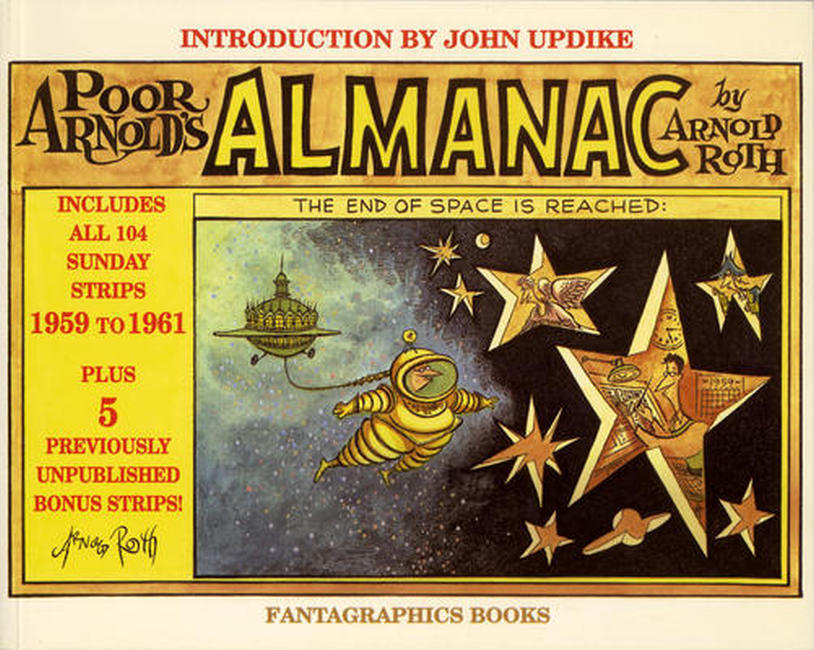 INTRODUCTION BY JOHN UPDIKE
POOR
ARNOLD'S
ALMANAC
by
ARNOLD
ROTH
INCLUDES
ALL 104
SUNDAY
STRIPS
1959 TO 1961
PLUS
5
PREVIOUSLY
UNPUBLISHED
BONUS STRIPS!
ARNOLD ROTH
THE END OF SPACE IS REACHED:
1959
FANTAGRAPHICS BOOKS